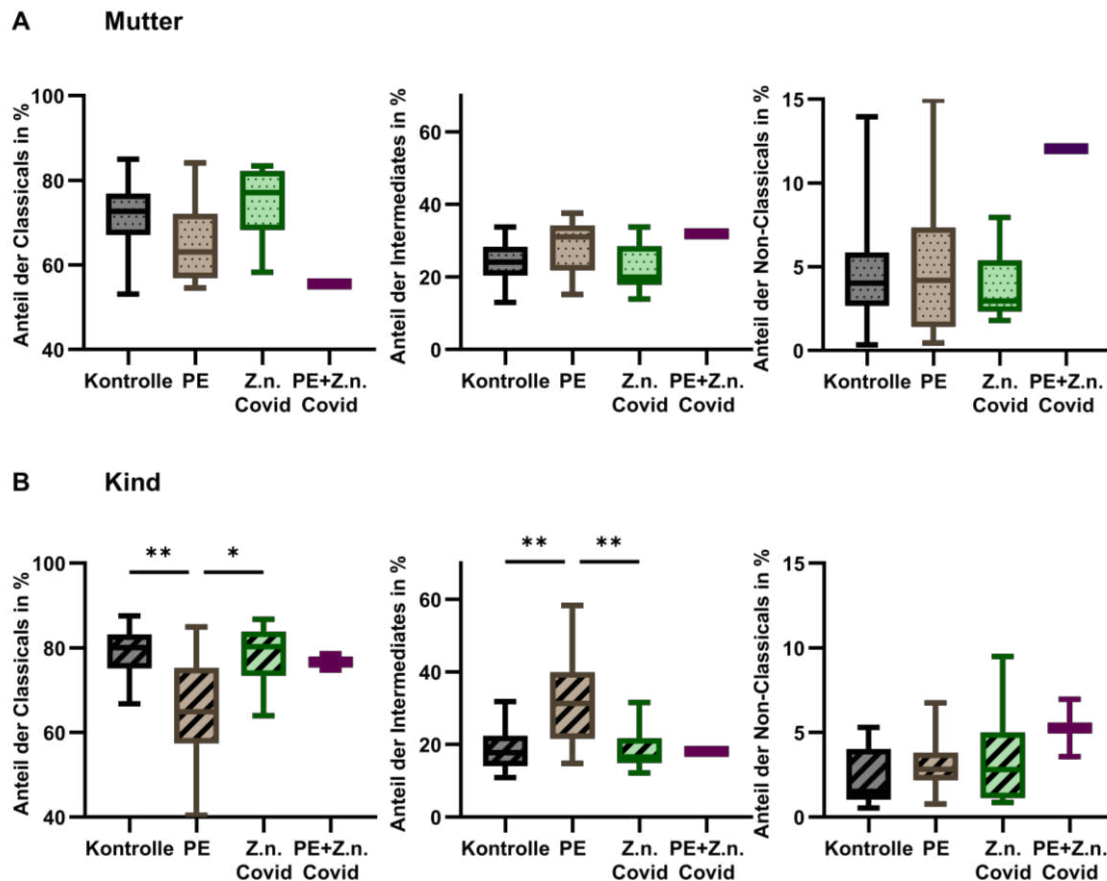 A Mutter
Anteil der Classicals in %
100
80
60
40
Kontrolle PE Z.n. PE+Z.n.
Covid Covid
Anteil der Intermediates in %
60
40
20
0
Kontrolle PE Z.n. PE+Z.n.
Covid Covid
Anteil der Non-Classicals in %
15
10
5
0
Kontrolle PE Z.n. PE+Z.n.
Covid Covid
B Kind
Anteil der Classicals in %
100
80
60
40
** *
Kontrolle PE Z.n. PE+Z.n.
Covid Covid
Anteil der Intermediates in %
60
40
20
0
** **
Kontrolle PE Z.n. PE+Z.n.
Covid Covid
Anteil der Non-Classicals in %
15
10
5
0
Kontrolle PE Z.n. PE+Z.n.
Covid Covid